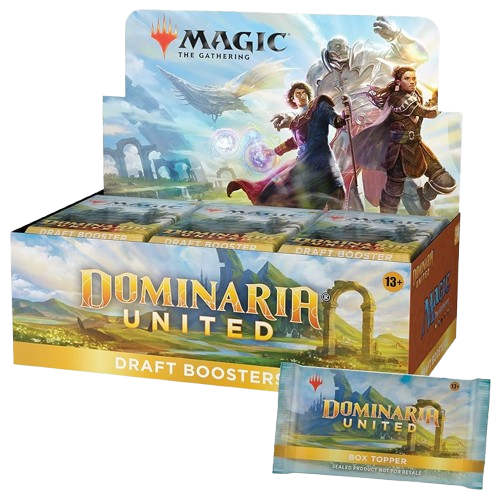 MAGIC
THE GATHERING
DRAFT BOOSTER
DRAFT BOOSTER
DRAFT BOOSTER
13+
DOMINARIA®
UNITED
DRAFT BOOSTERS
13+
DOMINARIA
UNITED
BOX TOPPER
SEALED PRODUCT NOT FOR RESALE